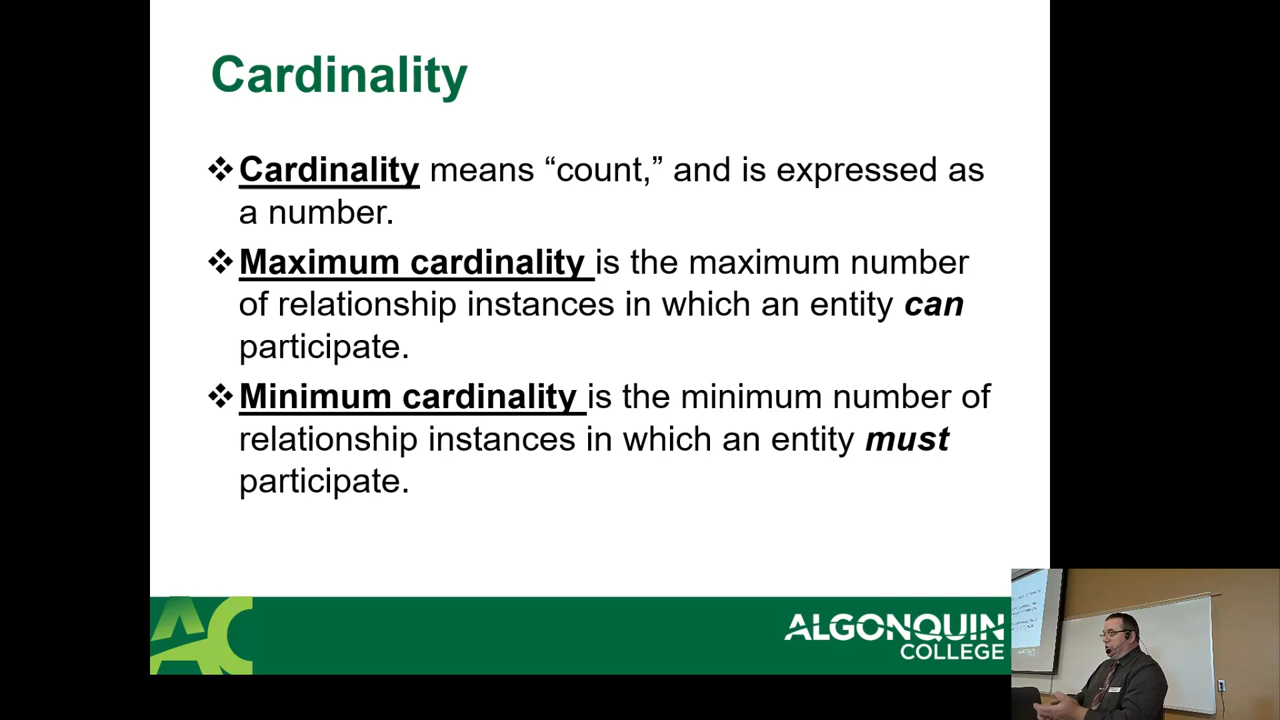 Cardinality
❖Cardinality means “count,” and is expressed as
a number.
❖Maximum cardinality is the maximum number
of relationship instances in which an entity can
participate.
❖Minimum cardinality is the minimum number of
relationship instances in which an entity must
participate.
AC
ALGONQUIN
COLLEGE